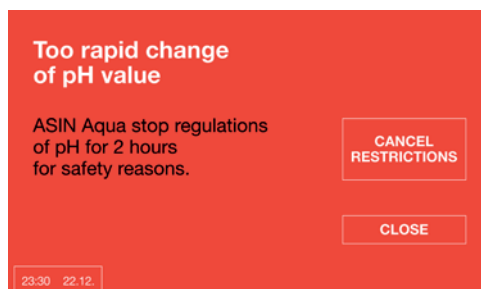 Too rapid change
of pH value
ASIN Aqua stop regulations
of pH for 2 hours
for safety reasons.
CANCEL
RESTRICTIONS
CLOSE
23:30 22.12.